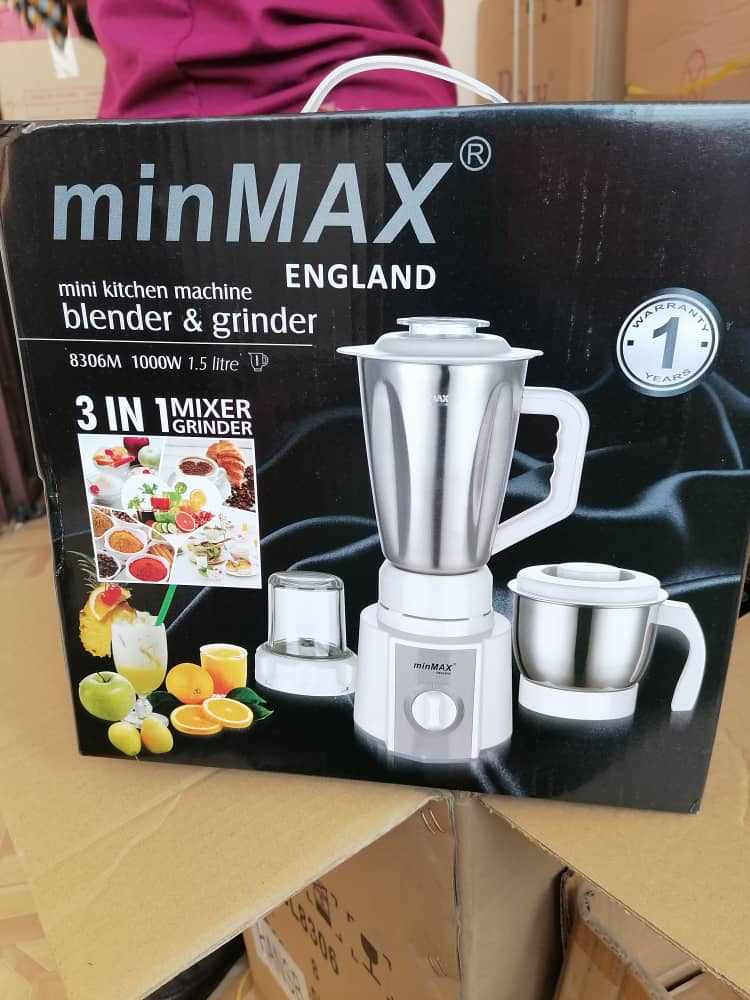 minMAX®
ENGLAND
mini kitchen machine
blender & grinder
8306M 1000W 1.5 litre
3 IN 1 MIXER
GRINDER
WARRANTY
1
YEARS
minMAX
8306